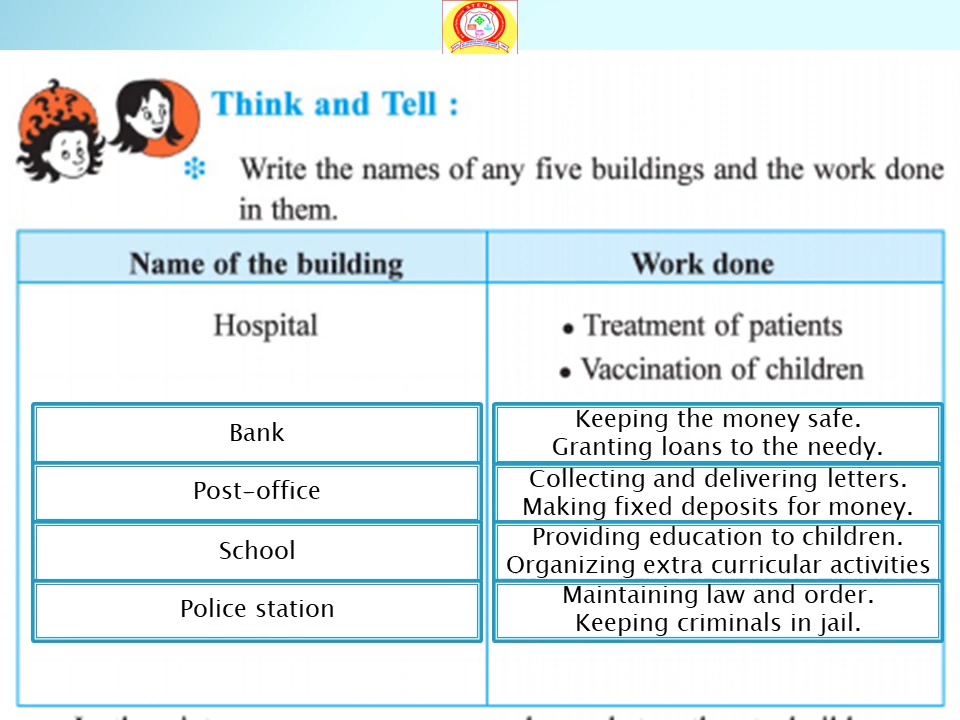 Think and Tell :
Write the names of any five buildings and the work done
in them.
Name of the building
Work done
Hospital
• Treatment of patients
• Vaccination of children
Bank
Keeping the money safe.
Granting loans to the needy.
Post-office
Collecting and delivering letters.
Making fixed deposits for money.
School
Providing education to children.
Organizing extra curricular activities
Police station
Maintaining law and order.
Keeping criminals in jail.